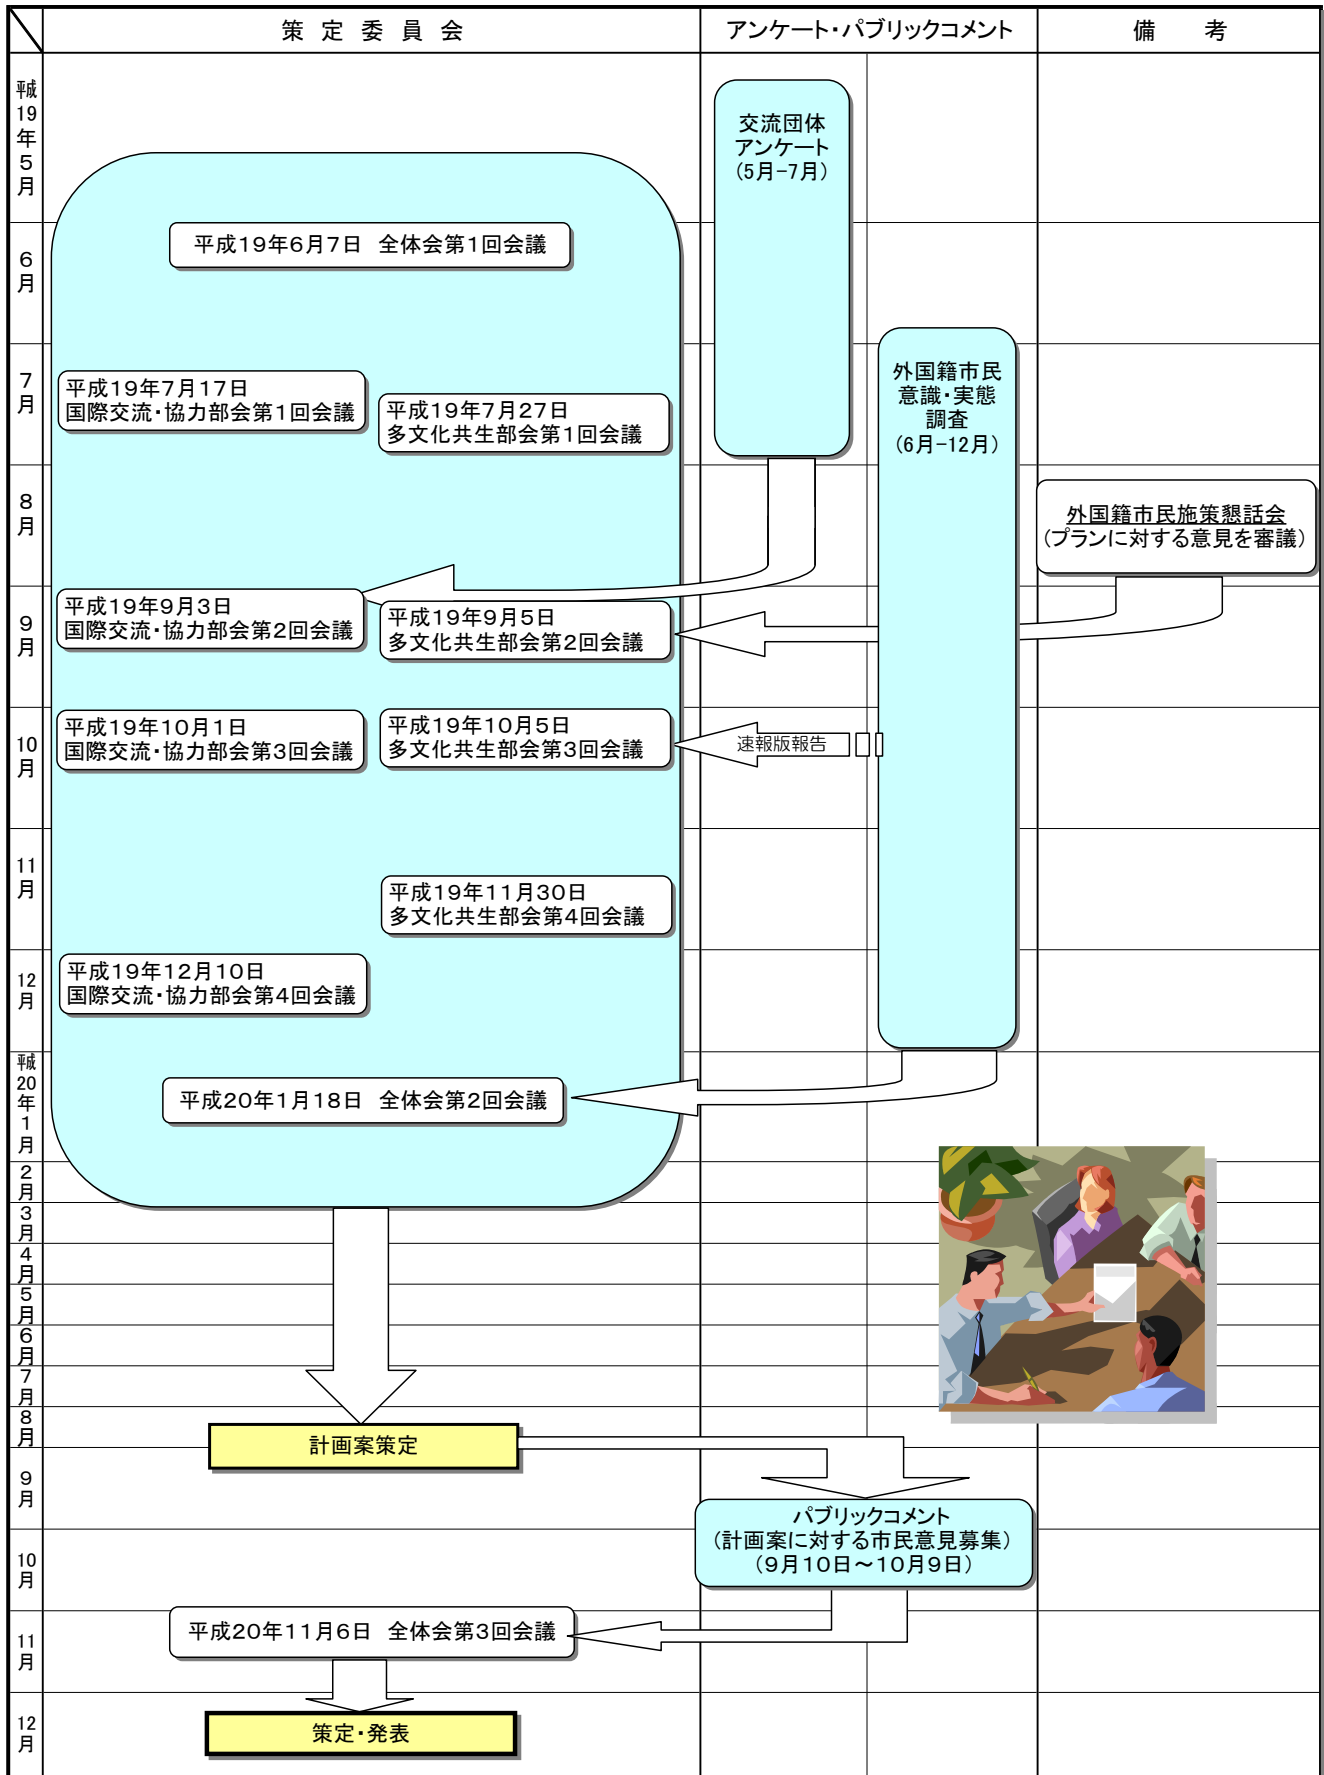 策定委員会
アンケート・パブリックコメント
備考
平成
19
年
5
月
交流団体
アンケート
(5月-7月)
6
月
平成19年6月7日 全体会第1回会議
7
月
平成19年7月17日
国際交流・協力部会第1回会議
平成19年7月27日
多文化共生部会第1回会議
外国籍市民
意識・実態
調査
(6月-12月)
8
月
外国籍市民施策懇話会
(プランに対する意見を審議)
9
月
平成19年9月3日
国際交流・協力部会第2回会議
平成19年9月5日
多文化共生部会第2回会議
10
月
平成19年10月1日
国際交流・協力部会第3回会議
平成19年10月5日
多文化共生部会第3回会議
速報版報告
11
月
平成19年11月30日
多文化共生部会第4回会議
12
月
平成19年12月10日
国際交流・協力部会第4回会議
平成
20
年
1
月
平成20年1月18日 全体会第2回会議
2
月
3
月
4
月
5
月
6
月
7
月
8
月
計画案策定
9
月
パブリックコメント
(計画案に対する市民意見募集)
(9月10日~10月9日)
10
月
11
月
平成20年11月6日 全体会第3回会議
12
月
策定・発表